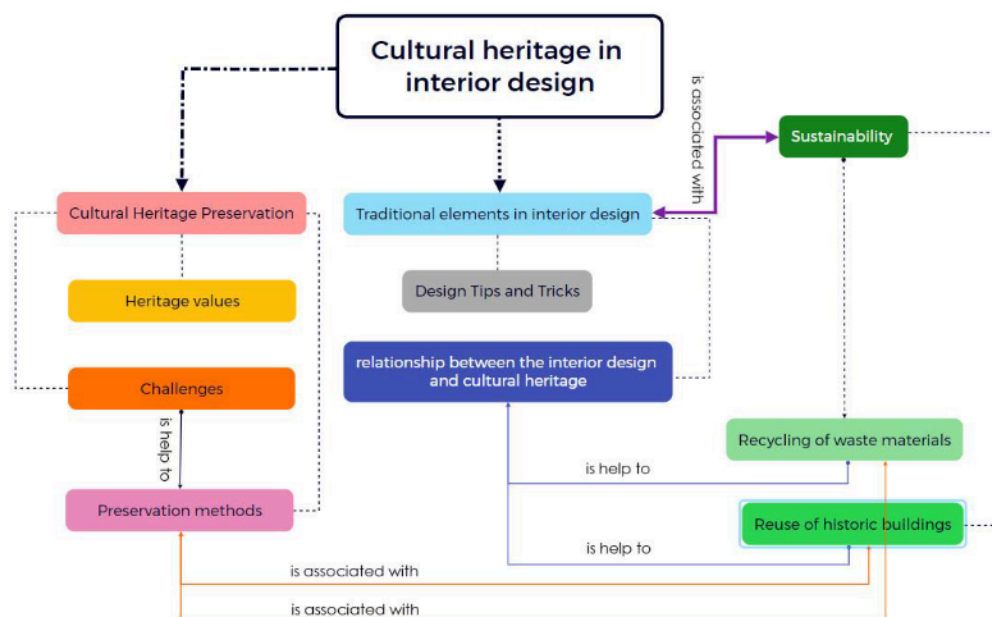 Cultural heritage in
interior design
is associated with
Sustainability
Cultural Heritage Preservation
Traditional elements in interior design
Heritage values
Design Tips and Tricks
relationship between the interior design
and cultural heritage
Challenges
is help to
Recycling of waste materials
is help to
Preservation methods
Reuse of historic buildings
is help to
is associated with
is associated with